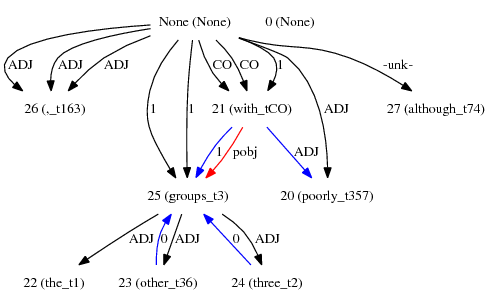 None (None) 0 (None)
ADJ ADJ ADJ CO CO 1 -unk-
26 (,_t163) 1 1 21 (with_tCO) ADJ 27 (although_t74)
1 pobj ADJ
25 (groups_t3) 20 (poorly_t357)
ADJ 0 ADJ 0 ADJ
22 (the_t1) 23 (other_t36) 24 (three_t2)